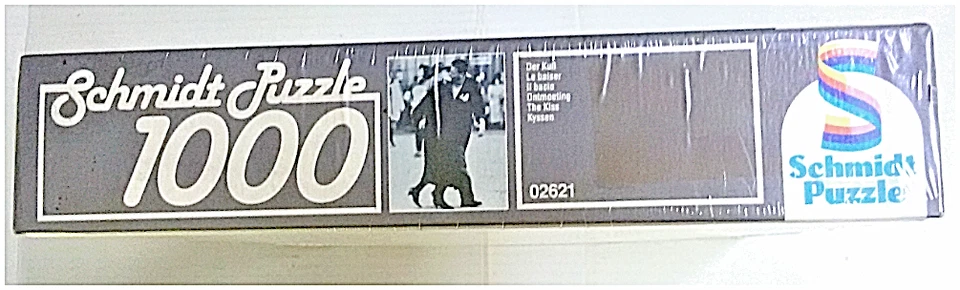 Schmidt Puzzle
1000
Der Kuß
Le baiser
Il bacio
Ontmoeting
The Kiss
Kyssen
02621
Schmidt
Puzzle